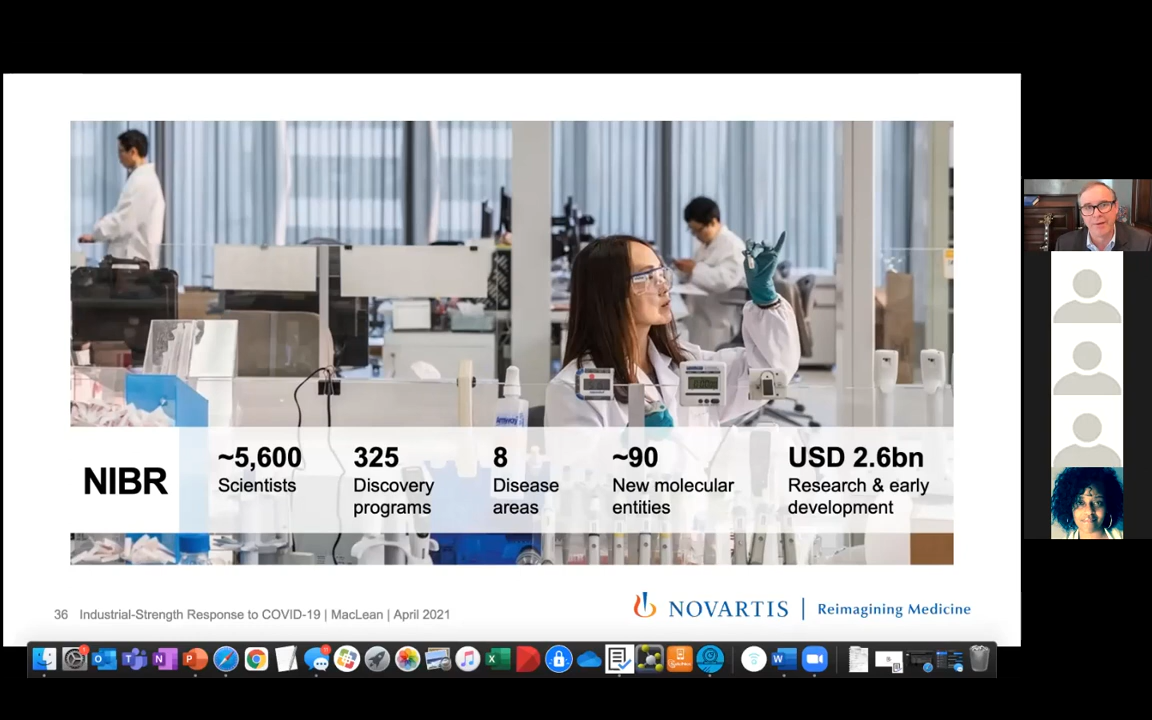 NIBR
~5,600
Scientists
325
Discovery
programs
8
Disease
areas
~90
New molecular
entities
USD 2.6bn
Research & early
development
36 Industrial-Strength Response to COVID-19 | MacLean | April 2021
NOVARTIS | Reimagining Medicine